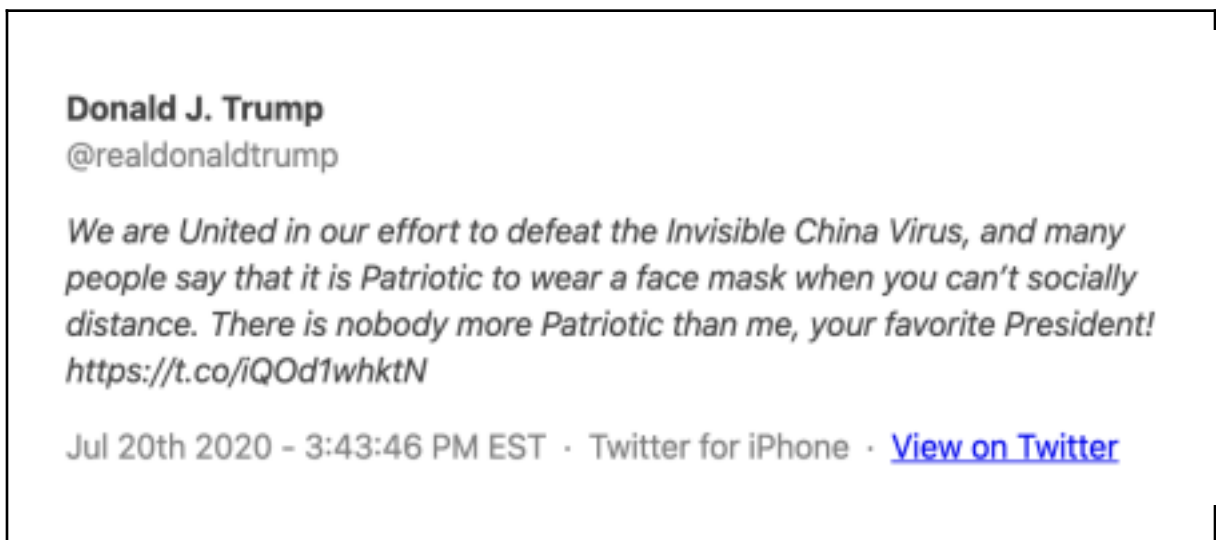 Donald J. Trump
@realdonaldtrump
We are United in our effort to defeat the Invisible China Virus, and many
people say that it is Patriotic to wear a face mask when you can't socially
distance. There is nobody more Patriotic than me, your favorite President!
https://t.co/iQOd1whktN
Jul 20th 2020 - 3:43:46 PM EST · Twitter for iPhone · View on Twitter